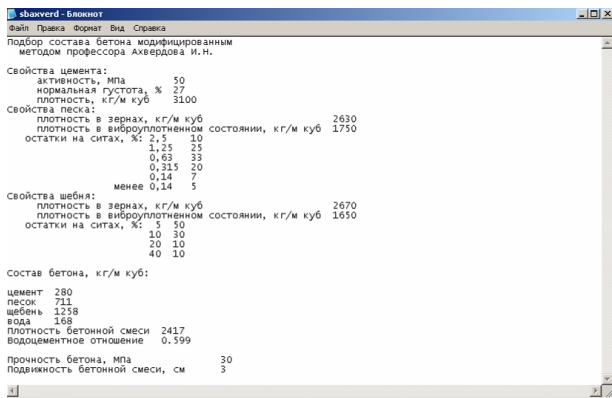 sbaxverd - Блокнот
Файл Правка Формат Вид Справка
Подбор состава бетона модифицированным
методом профессора Ахвердова И.Н.
Свойства цемента:
активность, МПа 50
нормальная густота, % 27
плотность, кг/м куб 3100
Свойства песка:
плотность в зернах, кг/м куб 2630
плотность в виброуплотненном состоянии, кг/м куб 1750
остатки на ситах, %: 2,5 10
1,25 25
0,63 33
0,315 20
0,14 7
менее 0,14 5
Свойства щебня:
плотность в зернах, кг/м куб 2670
плотность в виброуплотненном состоянии, кг/м куб 1650
остатки на ситах, %: 5 50
10 30
20 10
40 10
Состав бетона, кг/м куб:
цемент 280
песок 711
щебень 1258
вода 168
Плотность бетонной смеси 2417
Водоцементное отношение 0.599
Прочность бетона, МПа 30
Подвижность бетонной смеси, см 3